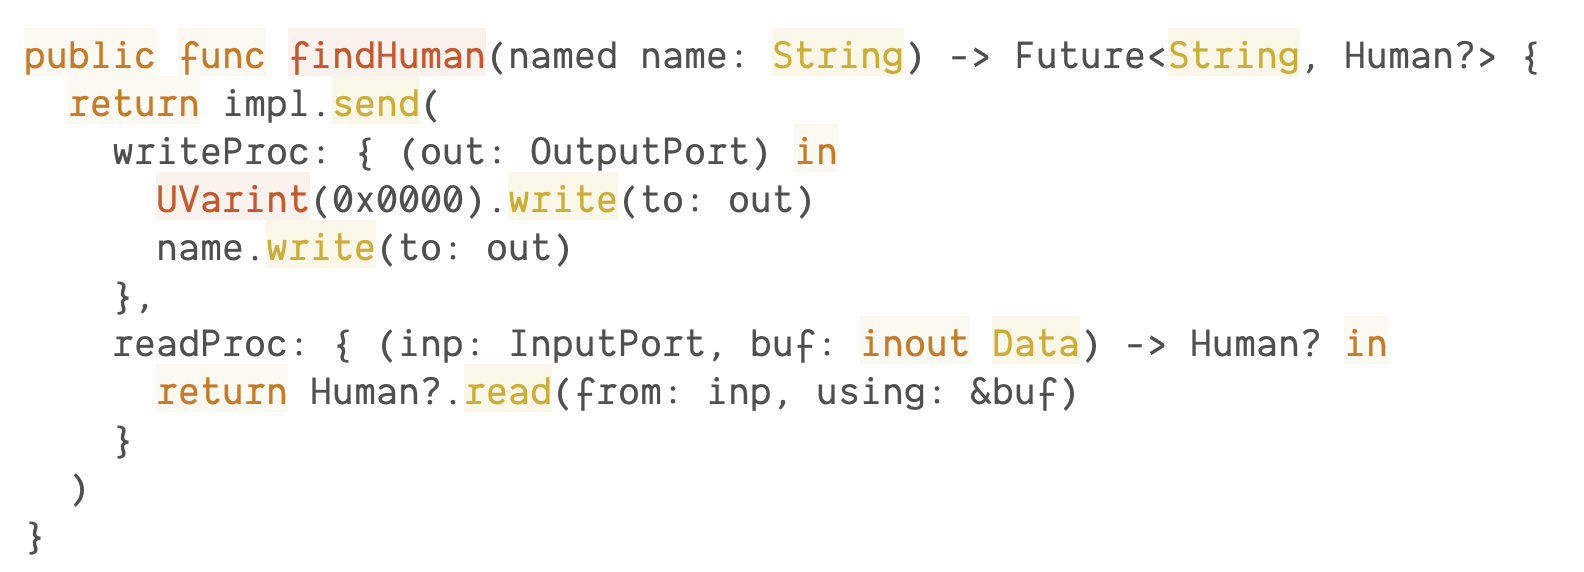 public func findHuman(named name: String) -> Future<String, Human?> {
  return impl.send(
    writeProc: { (out: OutputPort) in
      UVarint(0x0000).write(to: out)
      name.write(to: out)
    },
    readProc: { (inp: InputPort, buf: inout Data) -> Human? in
      return Human?.read(from: inp, using: &buf)
    }
  )
}